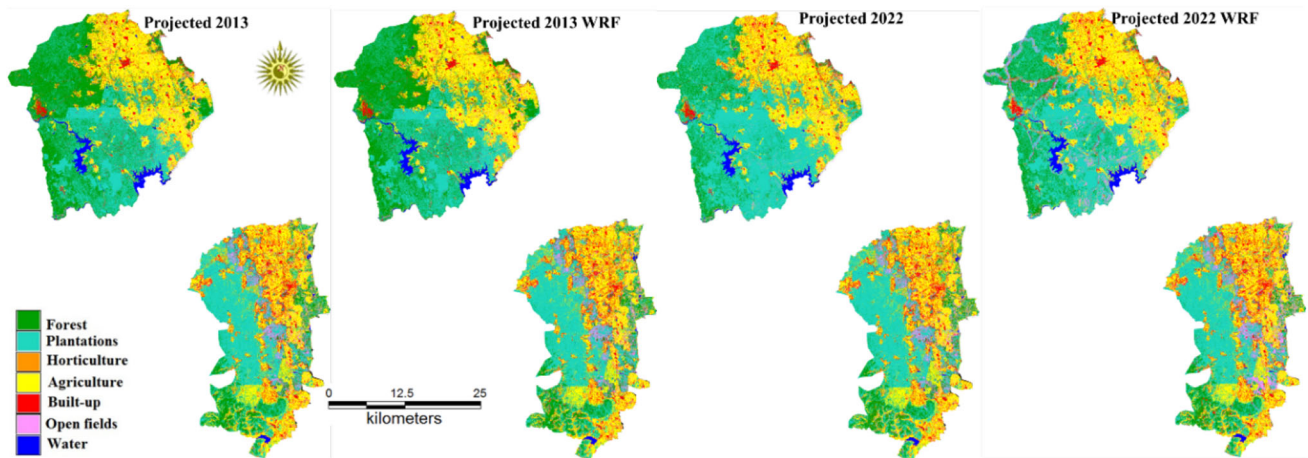 Projected 2013
Projected 2013 WRF
Projected 2022
Projected 2022 WRF
Forest
Plantations
Horticulture
Agriculture
Built-up
Open fields
Water
0 12.5 25
kilometers